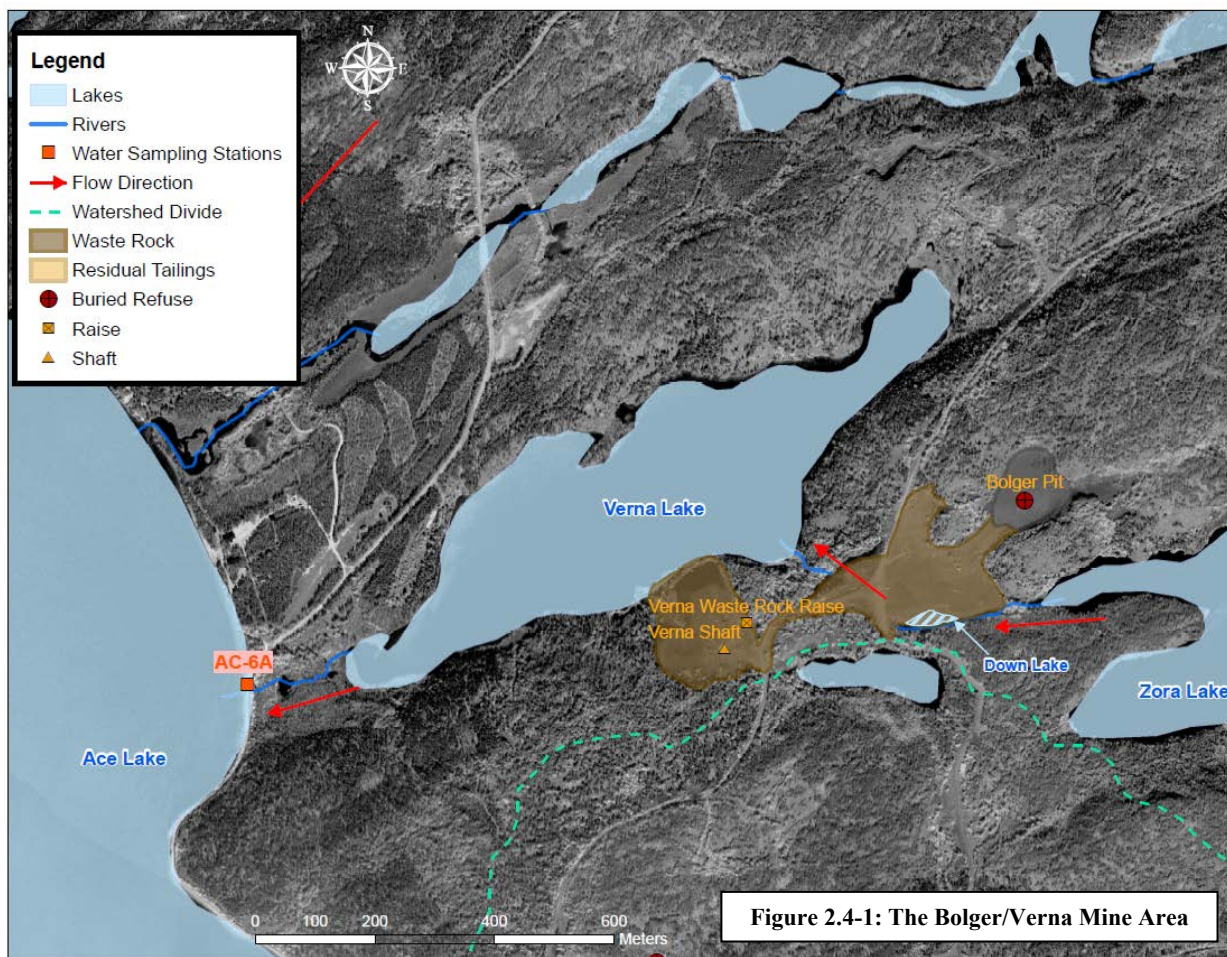 Legend
Lakes
Rivers
Water Sampling Stations
Flow Direction
Watershed Divide
Waste Rock
Residual Tailings
Buried Refuse
Raise
Shaft
N
W E
S
Bolger Pit
Verna Lake
Verna Waste Rock Raise
Verna Shaft
Down Lake
Zora Lake
AC-6A
Ace Lake
0 100 200 400 600
Meters
Figure 2.4-1: The Bolger/Verna Mine Area